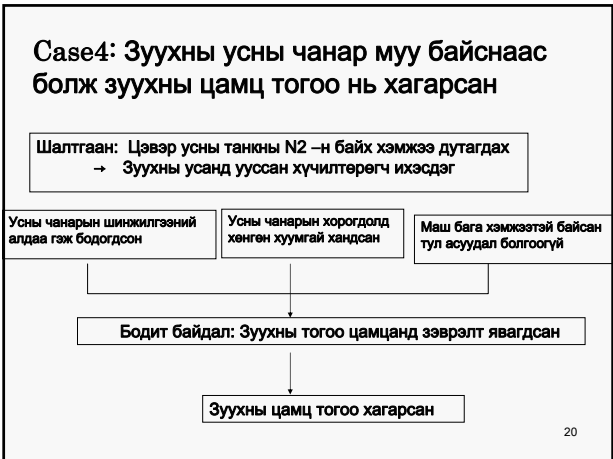 Case4: Зуухны усны чанар муу байснаас
болж зуухны цамц тогоо нь хагарсан
Шалтгаан: Цэвэр усны танкны N2 –н байх хэмжээ дутагдах
→ Зуухны усанд ууссан хүчилтөрөгч ихэсдэг
Усны чанарын шинжилгээний
алдаа гэж бодогдсон
Усны чанарын хорогдолд
хөнгөн хуумгай хандсан
Маш бага хэмжээтэй байсан
тул асуудал болгоогүй
Бодит байдал: Зуухны тогоо цамцанд зэврэлт явагдсан
Зуухны цамц тогоо хагарсан
20